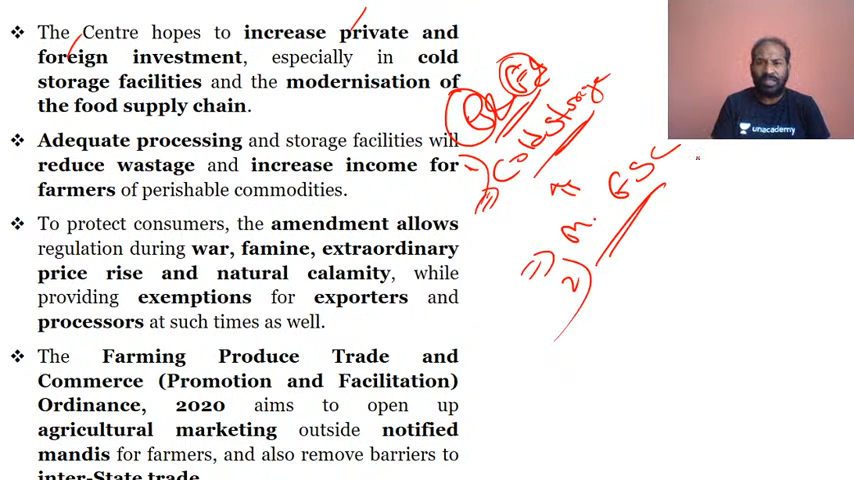 ❖ The Centre hopes to increase private and
foreign investment, especially in cold
storage facilities and the modernisation of
the food supply chain.
❖ Adequate processing and storage facilities will
reduce wastage and increase income for
farmers of perishable commodities.
❖ To protect consumers, the amendment allows
regulation during war, famine, extraordinary
price rise and natural calamity, while
providing exemptions for exporters and
processors at such times as well.
❖ The Farming Produce Trade and
Commerce (Promotion and Facilitation)
Ordinance, 2020 aims to open up
agricultural marketing outside notified
mandis for farmers, and also remove barriers to
inter-State trade.
Cold storage
unacademy